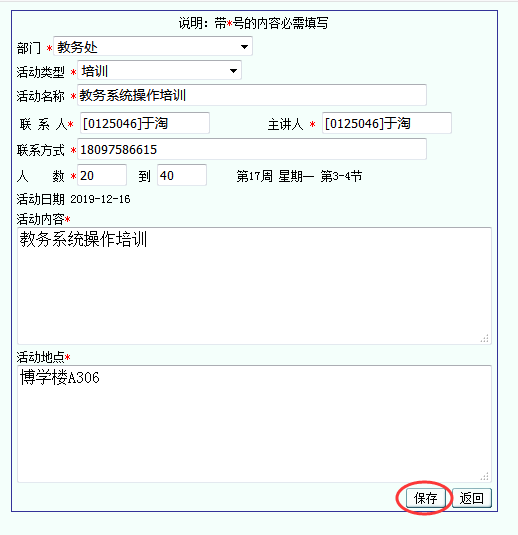 说明：带*号的内容必需填写
部门 *教务处
活动类型 *培训
活动名称 *教务系统操作培训
联 系 人* [0125046]于淘 主讲人 * [0125046]于淘
联系方式 *18097586615
人 数 *20 到 40 第17周 星期一 第3-4节
活动日期 2019-12-16
活动内容*
教务系统操作培训
活动地点*
博学楼A306
保存 返回